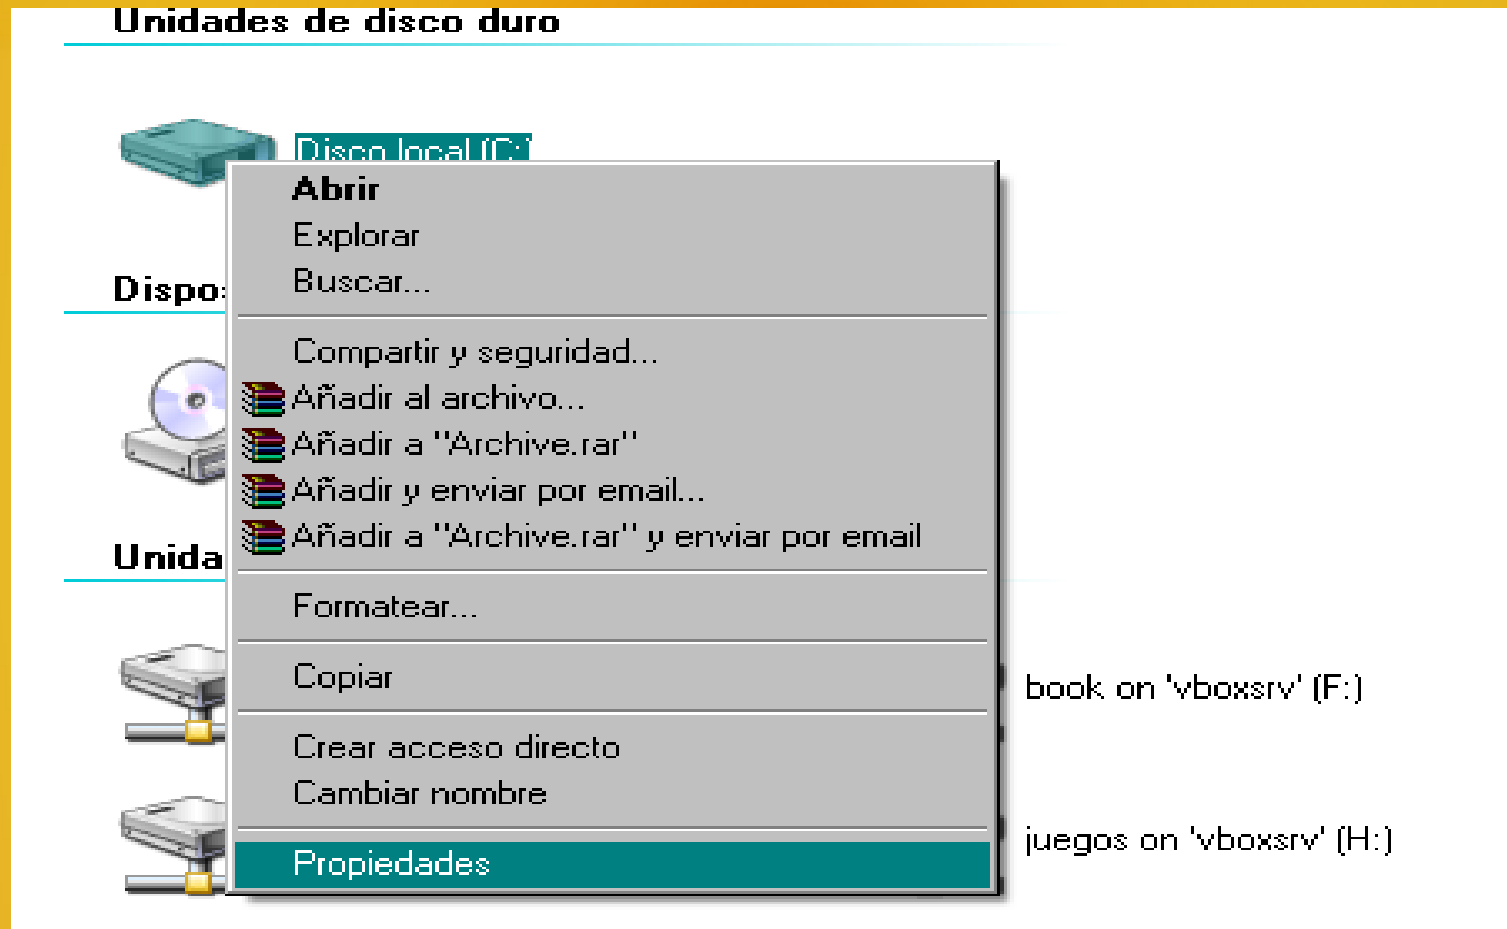 Unidades de disco duro
Disco local (C:)
Abrir
Explorar
Buscar...
Compartir y seguridad...
Añadir al archivo...
Añadir a "Archive.rar"
Añadir y enviar por email...
Añadir a "Archive.rar" y enviar por email
Formatear...
Copiar
Crear acceso directo
Cambiar nombre
Propiedades
Dispos
Unida
book on 'vboxsrv' (F:)
juegos on 'vboxsrv' (H:)